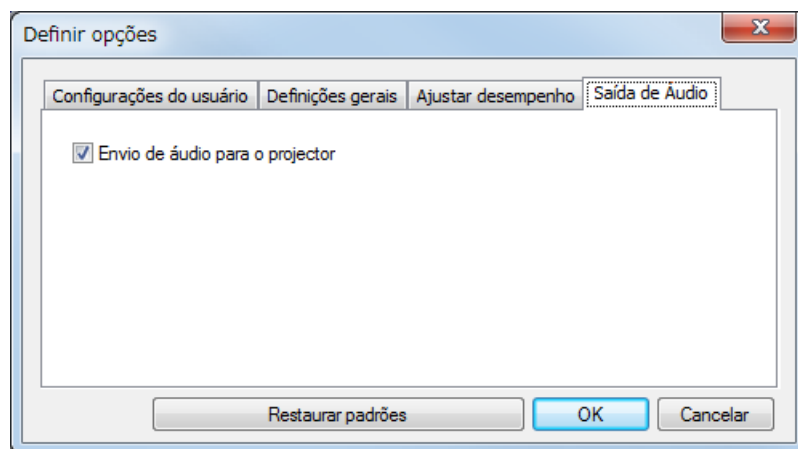 Definir opções
Configurações do usuário Definições gerais Ajustar desempenho Saída de Áudio
Envio de áudio para o projector
Restaurar padrões OK Cancelar